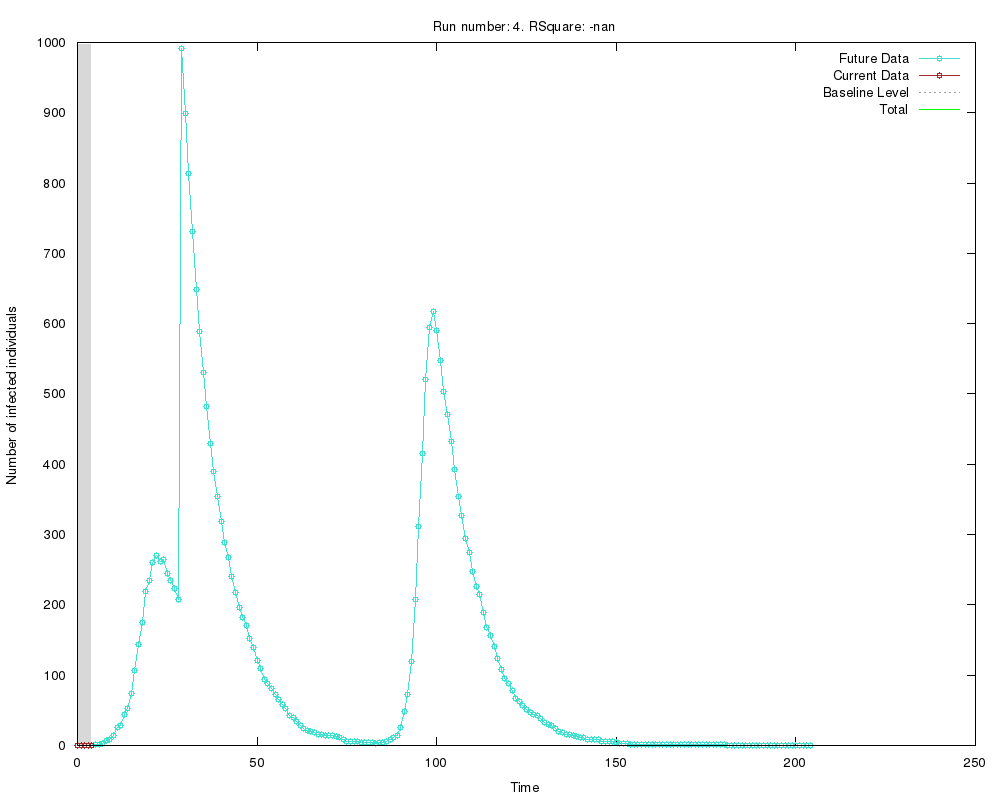 Run number: 4. RSquare: -nan
Future Data
Current Data
Baseline Level
Total
1000
900
800
700
600
500
400
300
200
100
0
Number of infected individuals
0 50 100 150 200 250
Time